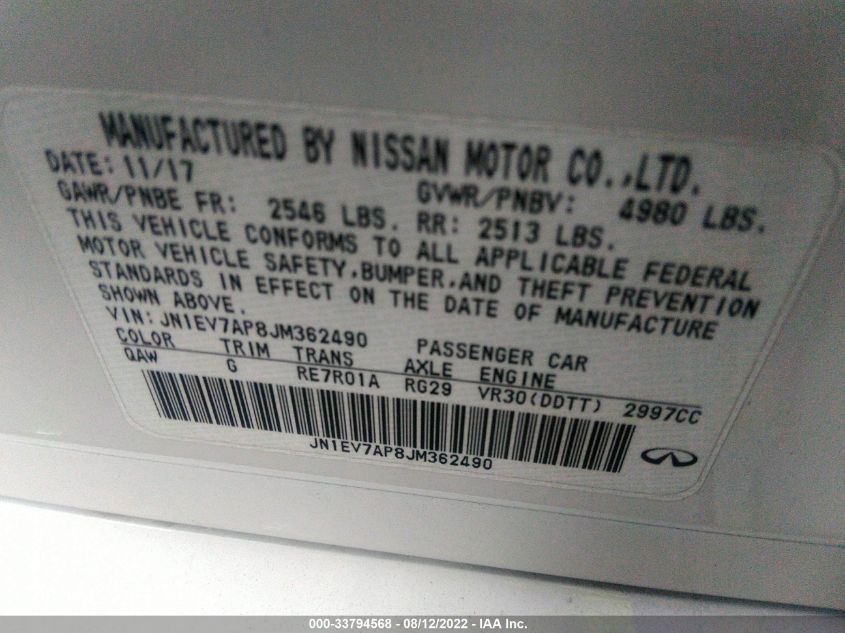 MANUFACTURED BY NISSAN MOTOR CO.,LTD.
DATE: 11/17 GVWR/PNBV: 4980 LBS.
GAWR/PNBE FR: 2546 LBS. RR: 2513 LBS.
THIS VEHICLE CONFORMS TO ALL APPLICABLE FEDERAL
MOTOR VEHICLE SAFETY,BUMPER,AND THEFT PREVENTION
STANDARDS IN EFFECT ON THE DATE OF MANUFACTURE
SHOWN ABOVE.
VIN: JN1EV7AP8JM362490 PASSENGER CAR
COLOR TRIM TRANS AXLE ENGINE
QAW G RE7R01A RG29 VR30(DDTT) 2997CC
JN1EV7AP8JM362490
000-33794568 - 08/12/2022 - IAA Inc.